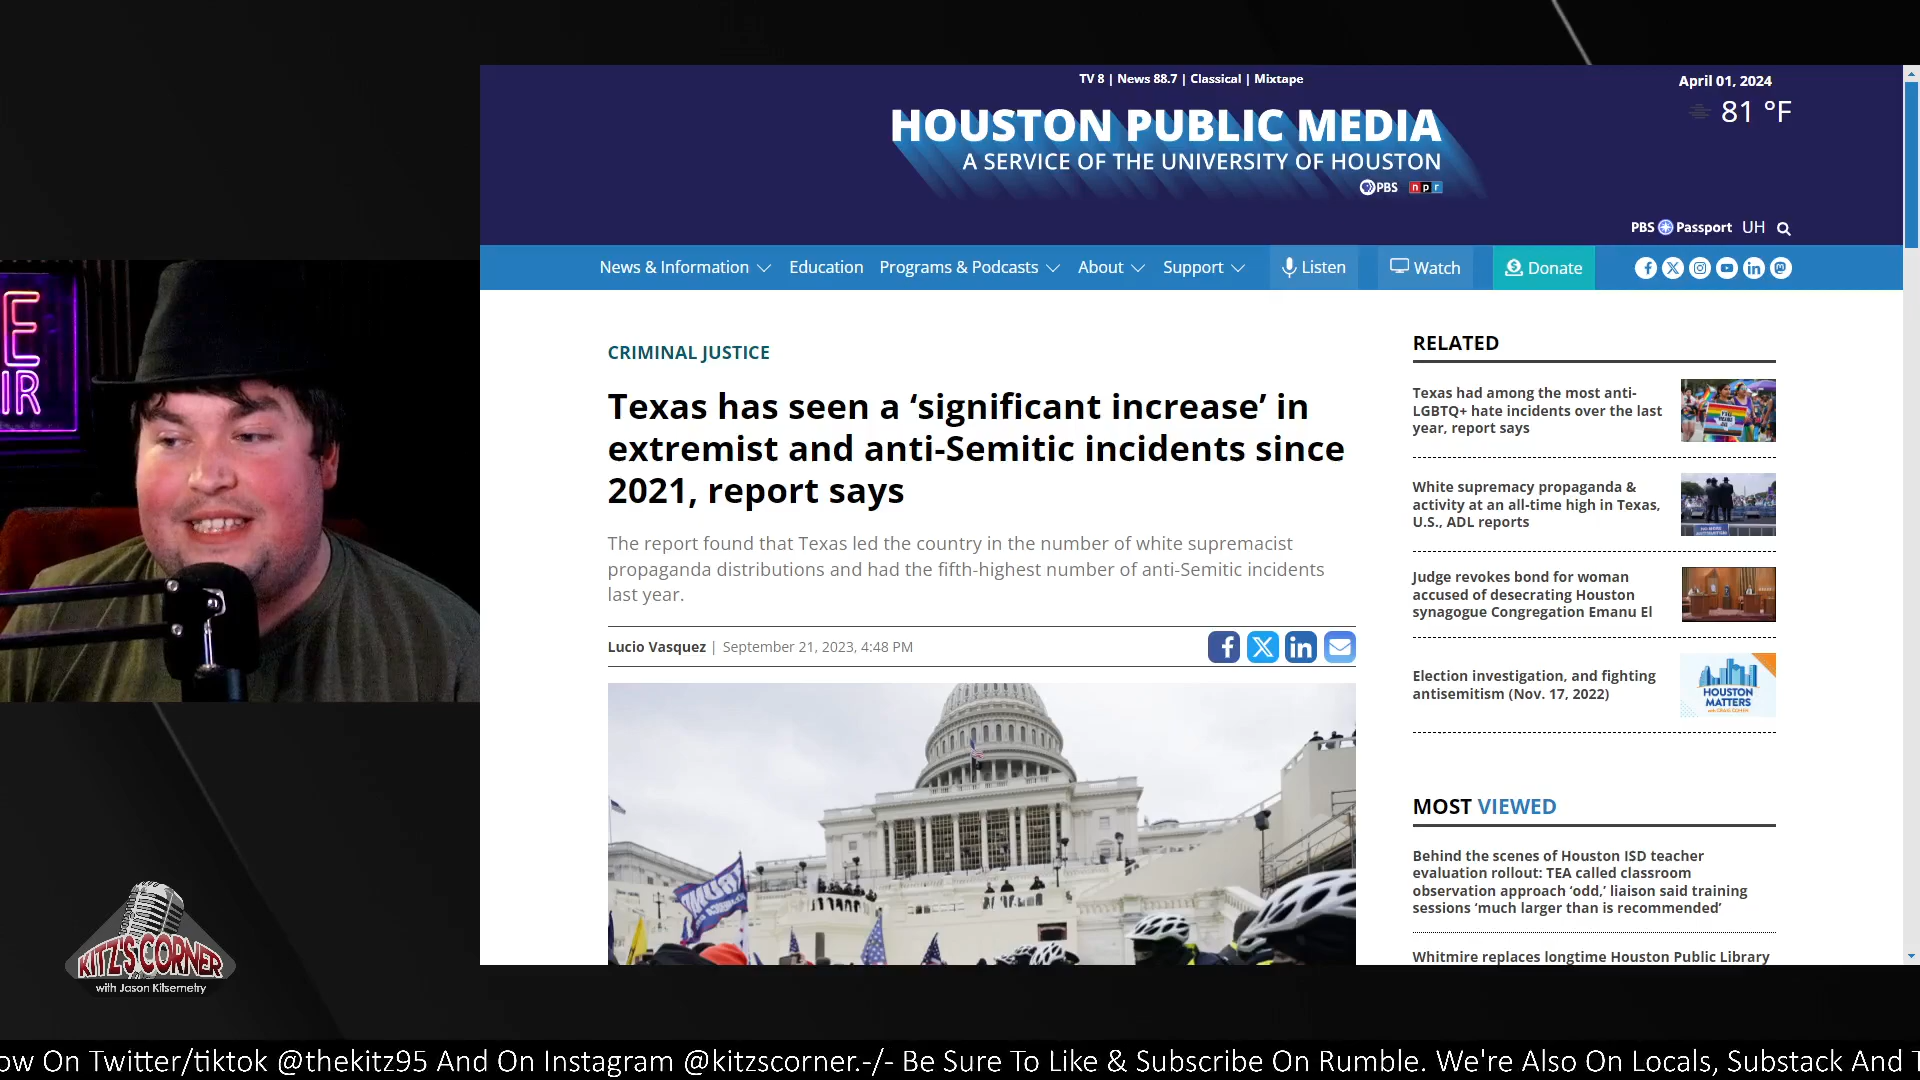 TV 8 | News 88.7 | Classical | Mixtape
April 01, 2024
81 °F
HOUSTON PUBLIC MEDIA
A SERVICE OF THE UNIVERSITY OF HOUSTON
PBS npr
PBS Passport UH
News & Information Education Programs & Podcasts About Support Listen Watch Donate
CRIMINAL JUSTICE
Texas has seen a ‘significant increase’ in
extremist and anti-Semitic incidents since
2021, report says
The report found that Texas led the country in the number of white supremacist
propaganda distributions and had the fifth-highest number of anti-Semitic incidents
last year.
Lucio Vasquez | September 21, 2023, 4:48 PM
TRUMP
RELATED
Texas had among the most anti-
LGBTQ+ hate incidents over the last
year, report says
White supremacy propaganda &
activity at an all-time high in Texas,
U.S., ADL reports
Judge revokes bond for woman
accused of desecrating Houston
synagogue Congregation Emanu El
Election investigation, and fighting
antisemitism (Nov. 17, 2022)
HOUSTON
MATTERS
MOST VIEWED
Behind the scenes of Houston ISD teacher
evaluation rollout: TEA called classroom
observation approach ‘odd,’ liaison said training
sessions ‘much larger than is recommended’
Whitmire replaces longtime Houston Public Library
E
IR
KITZ'S CORNER
with Jason Kitsemetry
ow On Twitter/tiktok @thekitz95 And On Instagram @kitzscorner.-/- Be Sure To Like & Subscribe On Rumble. We're Also On Locals, Substack And T